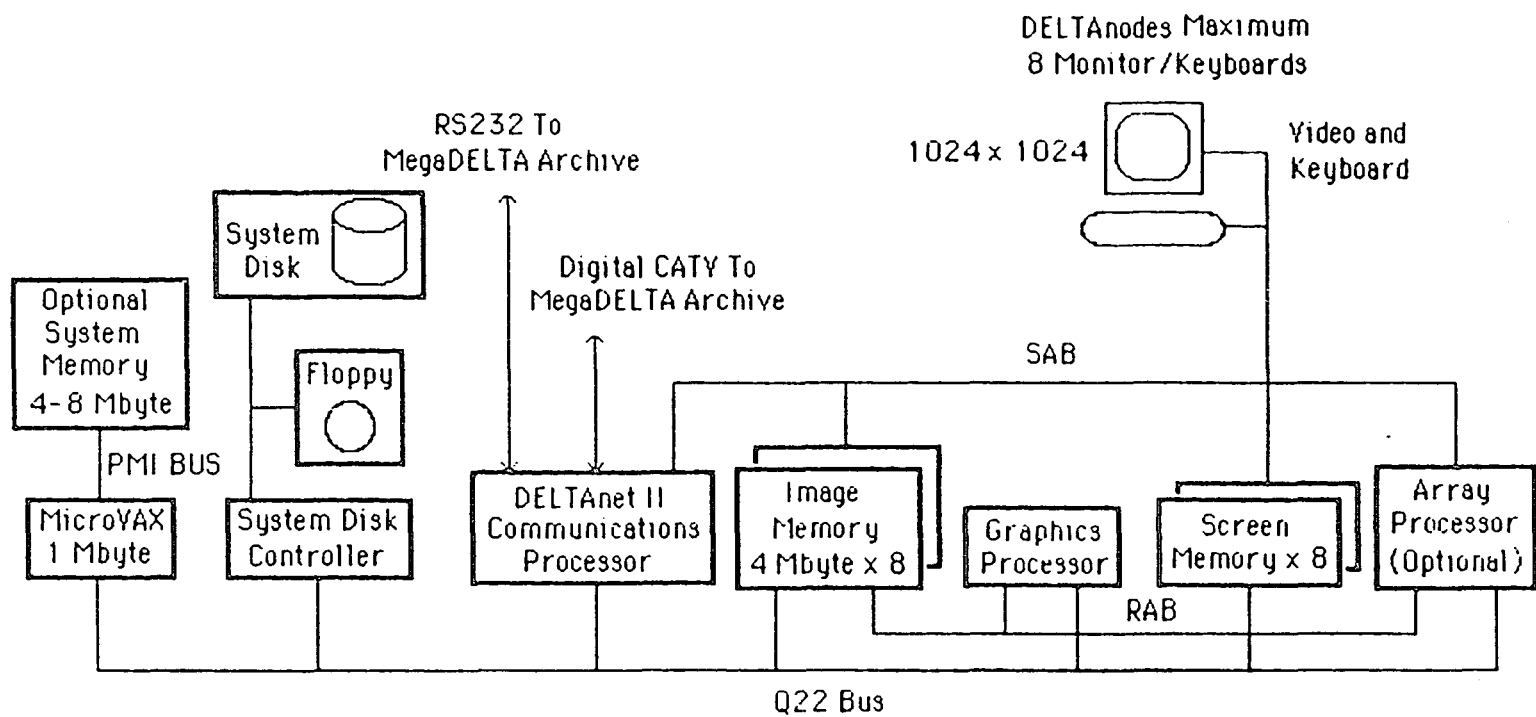 DELTAnodes Maximum
8 Monitor/Keyboards
RS232 To
MegaDELTA Archive
1024 x 1024
Video and
Keyboard
System
Disk
Digital CATV To
MegaDELTA Archive
Optional
System
Memory
4-8 Mbyte
Floppy
SAB
PMI BUS
MicroVAX
1 Mbyte
System Disk
Controller
DELTAnet II
Communications
Processor
Image
Memory
4 Mbyte x 8
Graphics
Processor
Screen
Memory x 8
Array
Processor
(Optional)
RAB
Q22 Bus